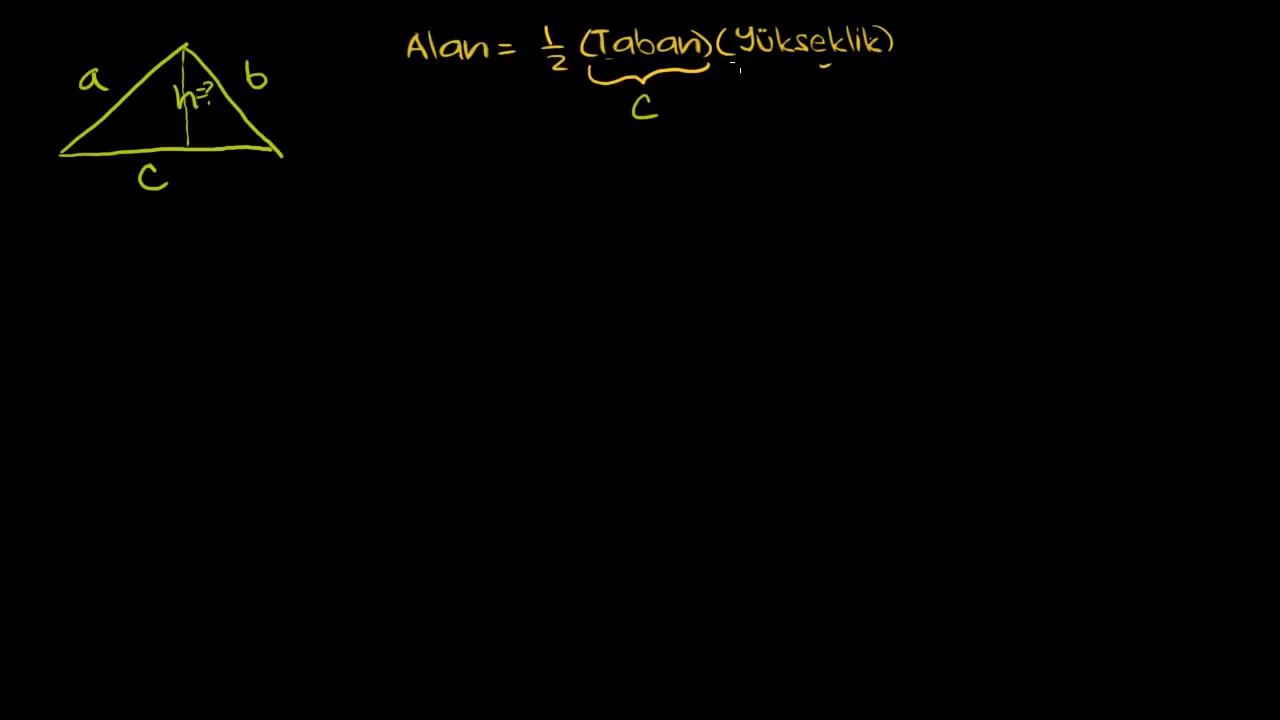 Alan = 1/2 (Taban) (Yükseklik)
C
a
b
h=?
C